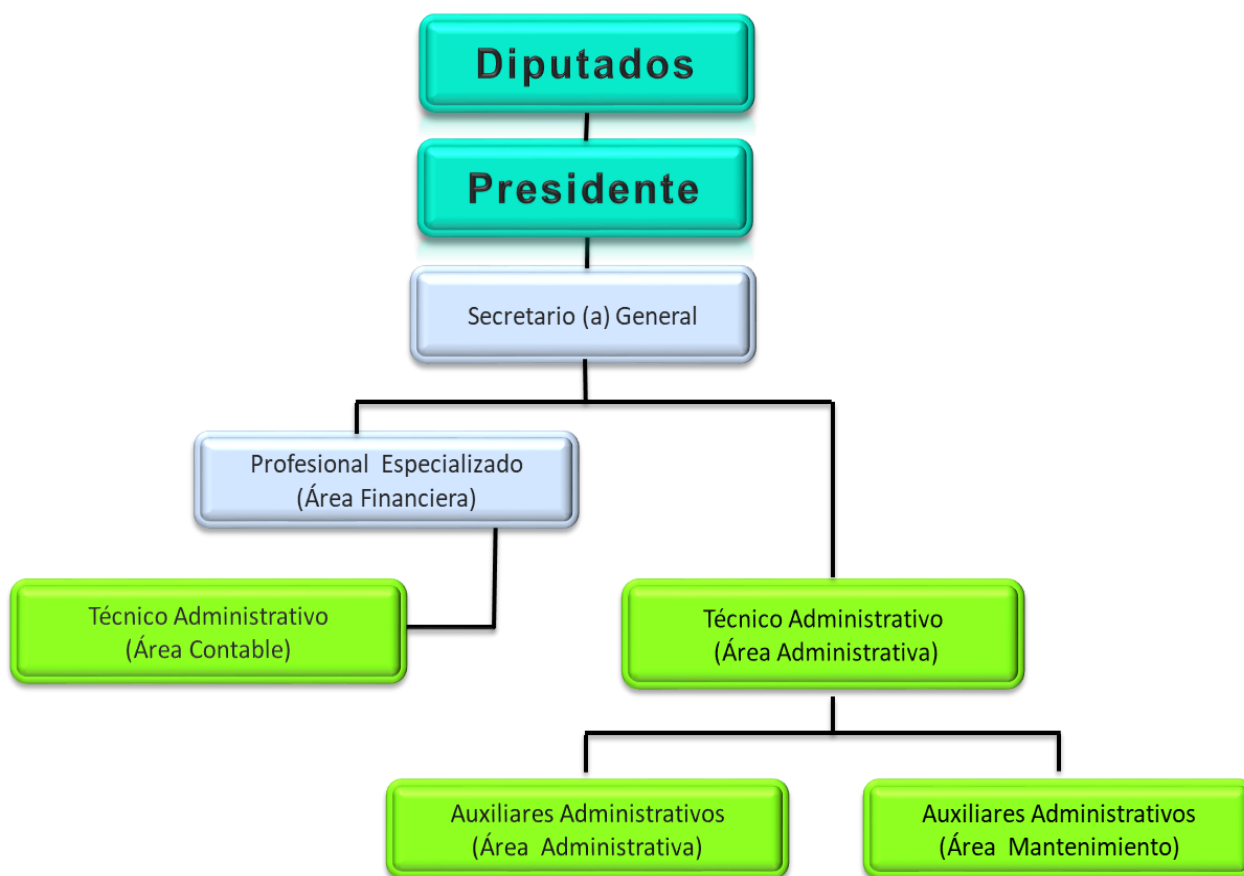 Diputados
Presidente
Secretario (a) General
Profesional Especializado
(Área Financiera)
Técnico Administrativo
(Área Contable)
Técnico Administrativo
(Área Administrativa)
Auxiliares Administrativos
(Área Administrativa)
Auxiliares Administrativos
(Área Mantenimiento)